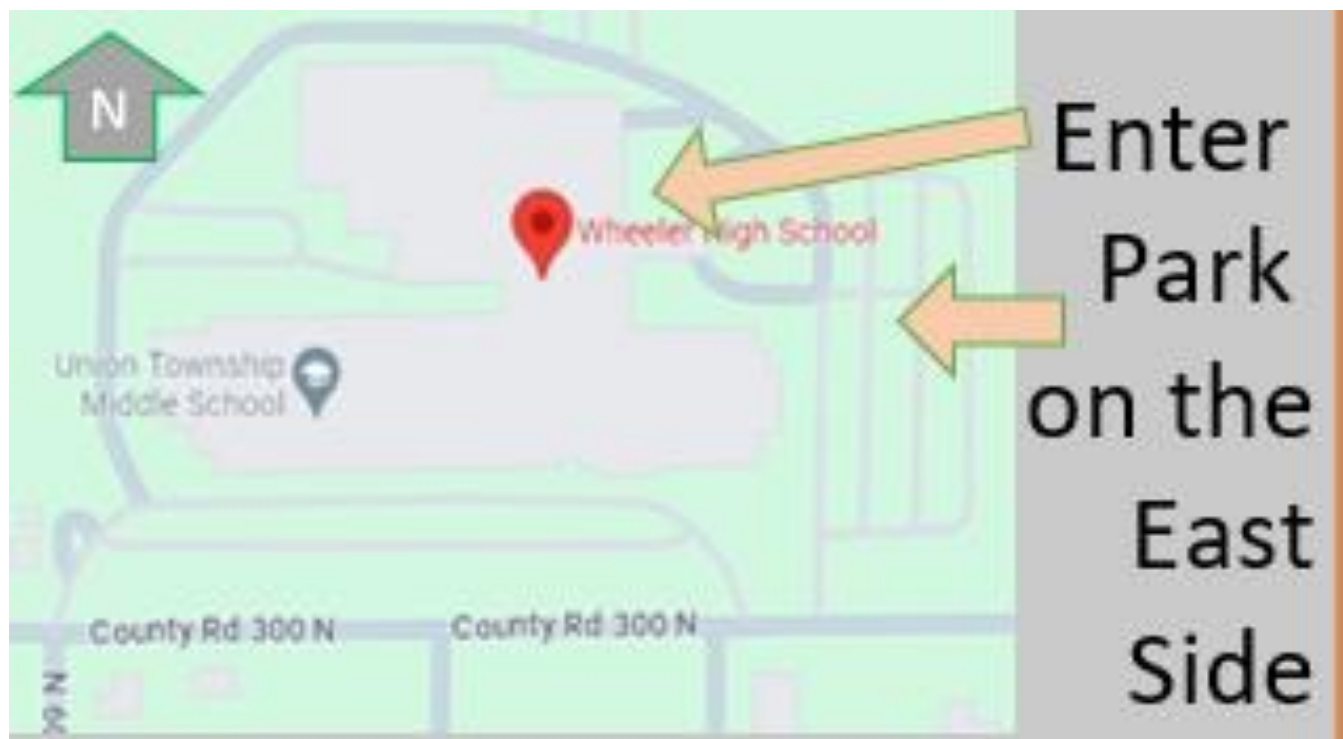 N
Enter
Park
on the
East
Side
Wheeler High School
Union Township
Middle School
County Rd 300 N
County Rd 300 N